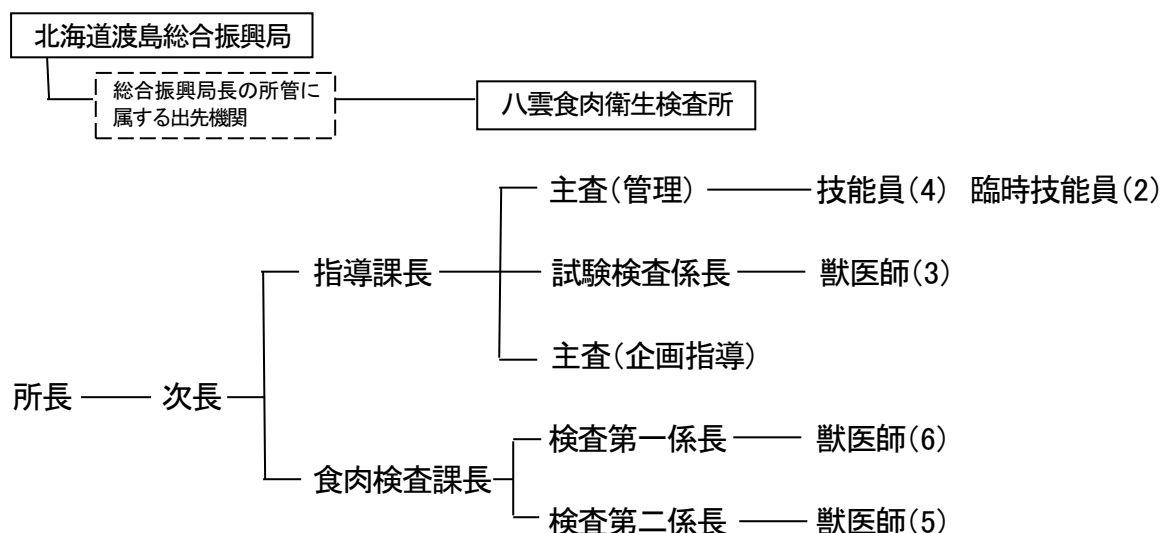 北海道渡島総合振興局
総合振興局長の所管に
属する出先機関
八雲食肉衛生検査所
主査(管理) 技能員(4) 臨時技能員(2)
指導課長 試験検査係長 獣医師(3)
主査(企画指導)
所長 次長
検査第一係長 獣医師(6)
食肉検査課長
検査第二係長 獣医師(5)